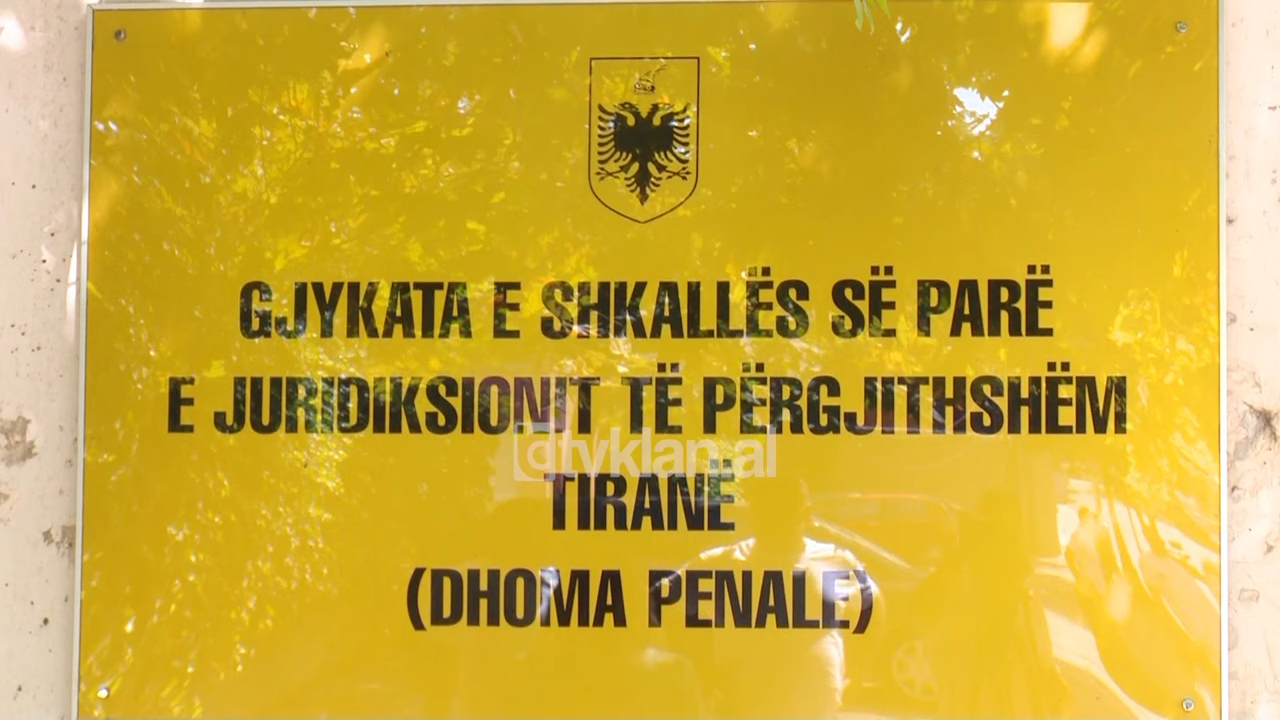 GJYKATA E SHKALLËS SË PARË
E JURIDIKSIONIT TË PËRGJITHSHËM
TIRANË
(DHOMA PENALE)